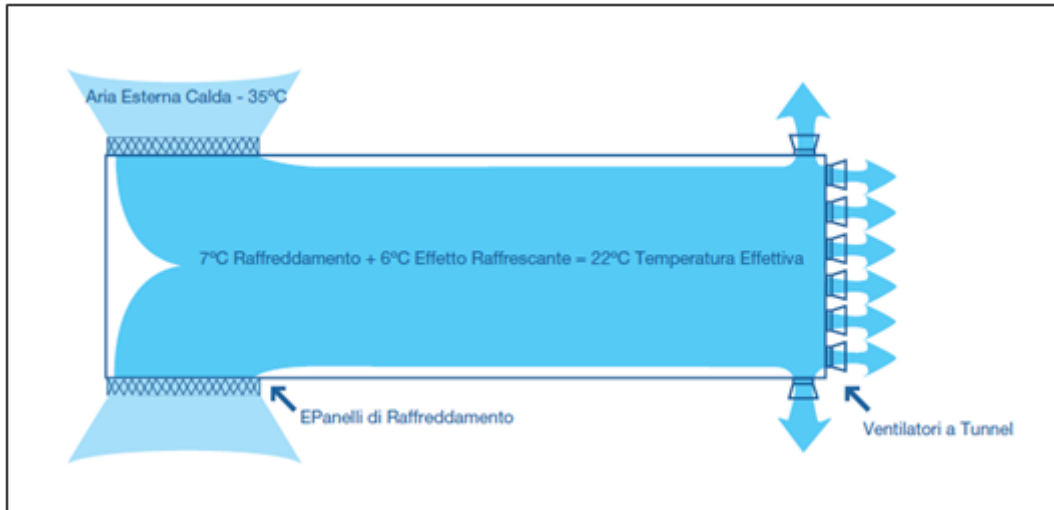 Aria Esterna Calda - 35ºC
7ºC Raffreddamento + 6ºC Effetto Raffrescante = 22ºC Temperatura Effettiva
EPanelli di Raffreddamento
Ventilatori a Tunnel